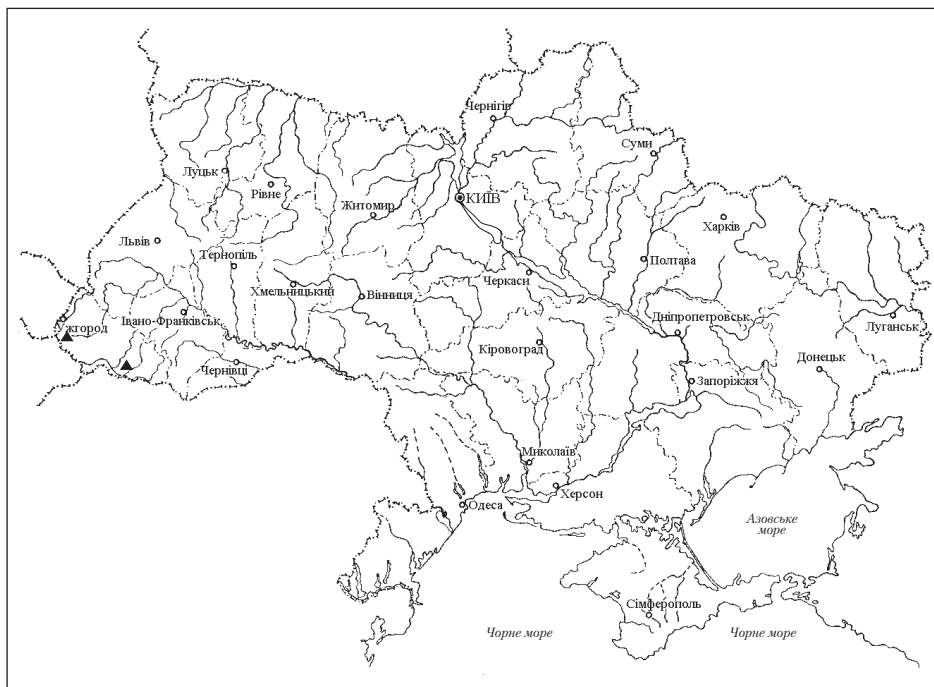 Чернігів
Суми
Луцьк
Рівне
КИЇВ
Житомир
Харків
Львів
Тернопіль
Полтава
Черкаси
Хмельницький
Вінниця
Івано-Франківськ
Ужгород
Дніпропетровськ
Луганськ
Кіровоград
Донецьк
Чернівці
Запоріжжя
Миколаїв
Херсон
Одеса
Азовське
море
Сімферополь
Чорне море
Чорне море